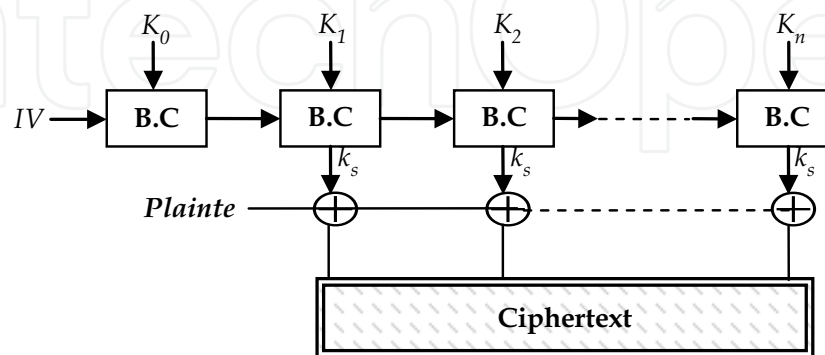 K0 K1 K2 Kn
IV B.C B.C B.C B.C
ks ks ks
Plainte
Ciphertext